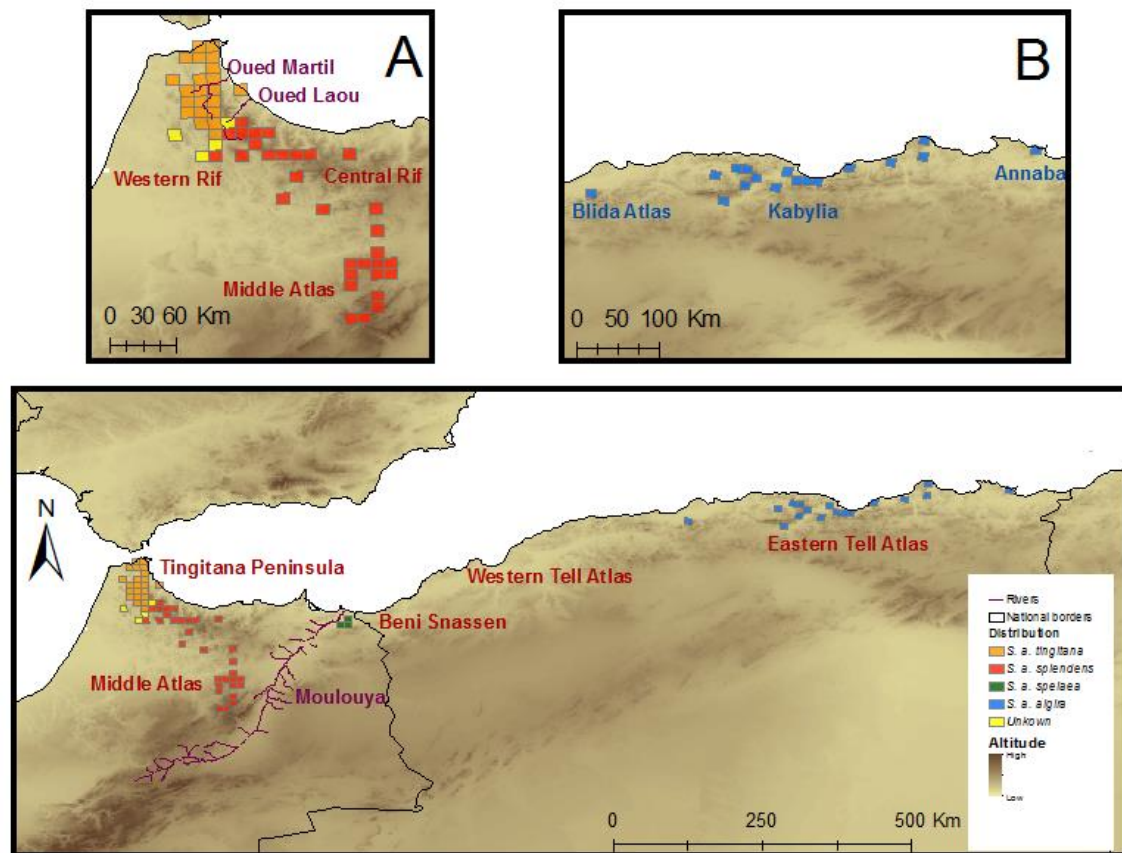 A
Oued Martil
Oued Laou
Western Rif
Central Rif
Middle Atlas
0 30 60 Km
B
Annaba
Blida Atlas
Kabylia
0 50 100 Km
N
Tingitana Peninsula
Western Tell Atlas
Eastern Tell Atlas
Beni Snassen
Middle Atlas
Moulouya
Rivers
National borders
Distribution
S. a. tingitana
S. a. splendens
S. a. spelaea
S. a. algira
Unkown
Altitude
High
Low
0 250 500 Km